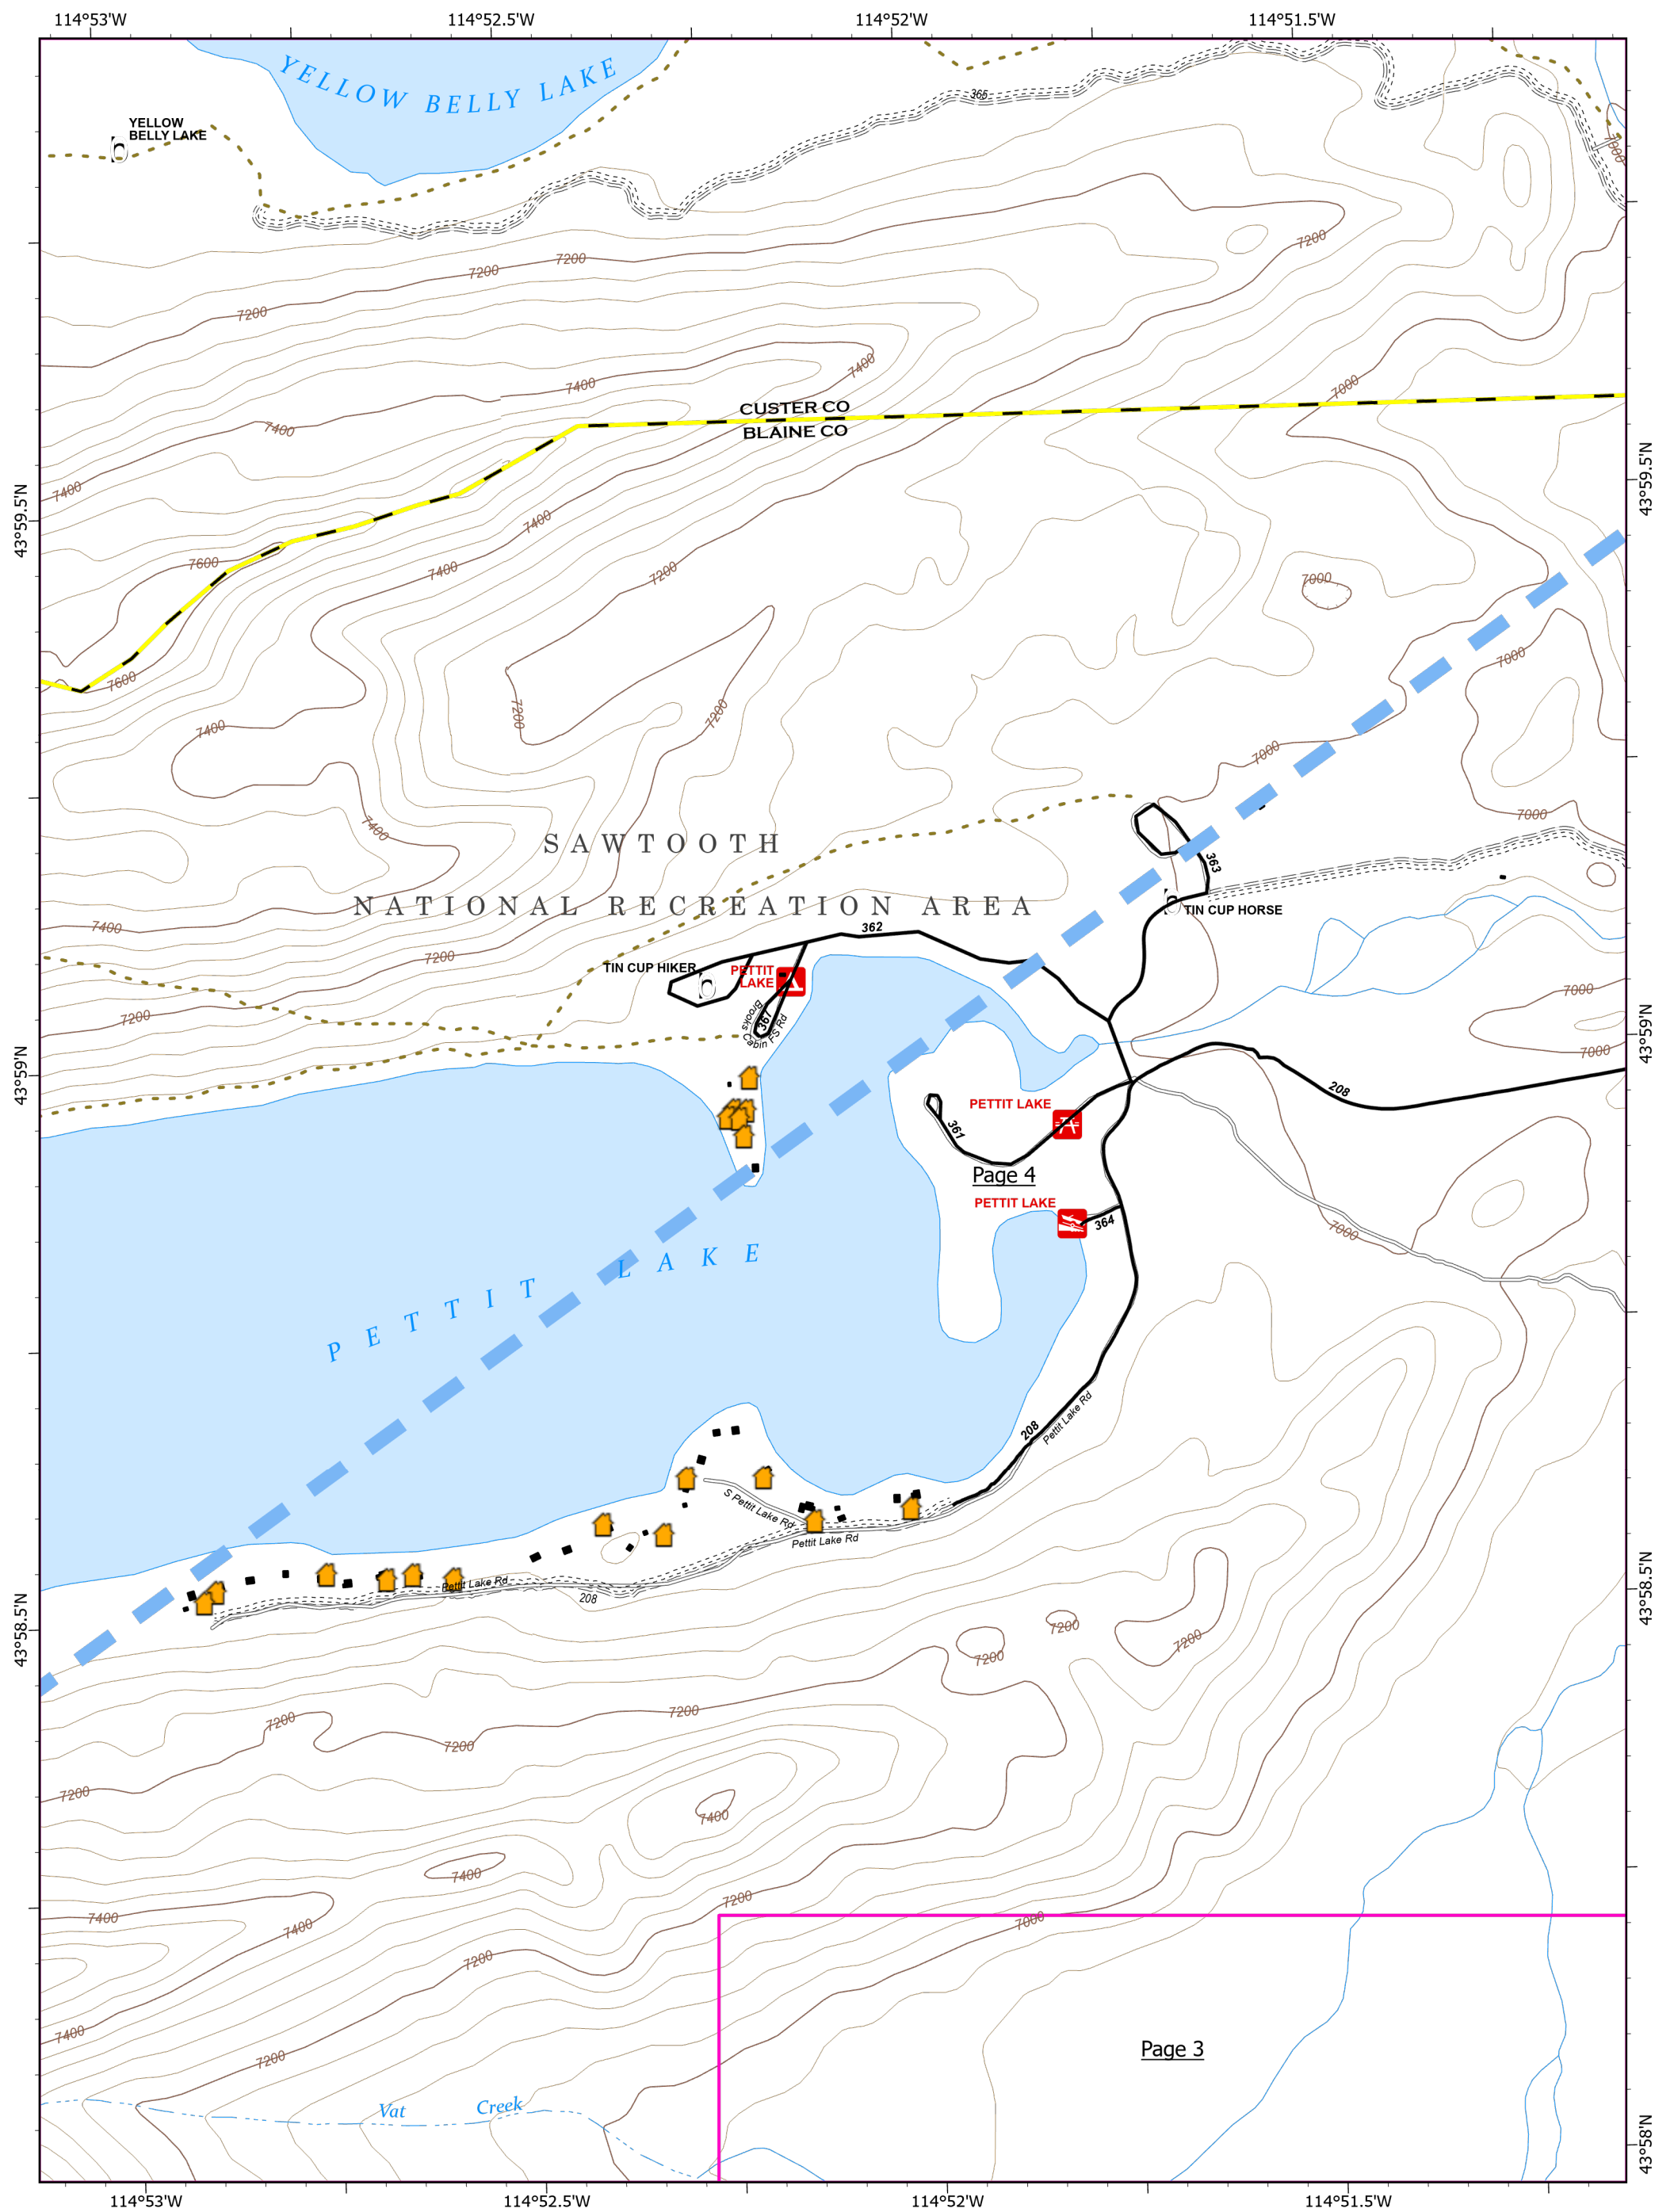 114°53'W
114°52.5'W
114°52'W
114°51.5'W
YELLOW BELLY LAKE
365
YELLOW
BELLY LAKE
7000
7200
7200
7200
7200
7400
7400
7000
CUSTER CO
BLAINE CO
7400
7400
43°59.5'N
43°59.5'N
7400
7600
7400
7200
7000
7000
7600
7200
7200
7400
7000
7000
7400
SAWTOOTH
363
NATIONAL RECREATION AREA
TIN CUP HORSE
7400
362
7200
TIN CUP HIKER
PETTIT
LAKE
7000
7200
Brooks
Cabin FS Rd
367
43°59'N
43°59'N
7000
208
PETTIT LAKE
361
Page 4
PETTIT LAKE
364
7000
PETTIT LAKE
208
Pettit Lake Rd
S Pettit Lake Rd
Pettit Lake Rd
Pettit Lake Rd
208
43°58.5'N
43°58.5'N
7200
7200
7200
7200
7200
7200
7200
7400
7400
7200
7400
7400
7000
7200
7400
7200
Page 3
Vat Creek
43°58'N
114°53'W
114°52.5'W
114°52'W
114°51.5'W